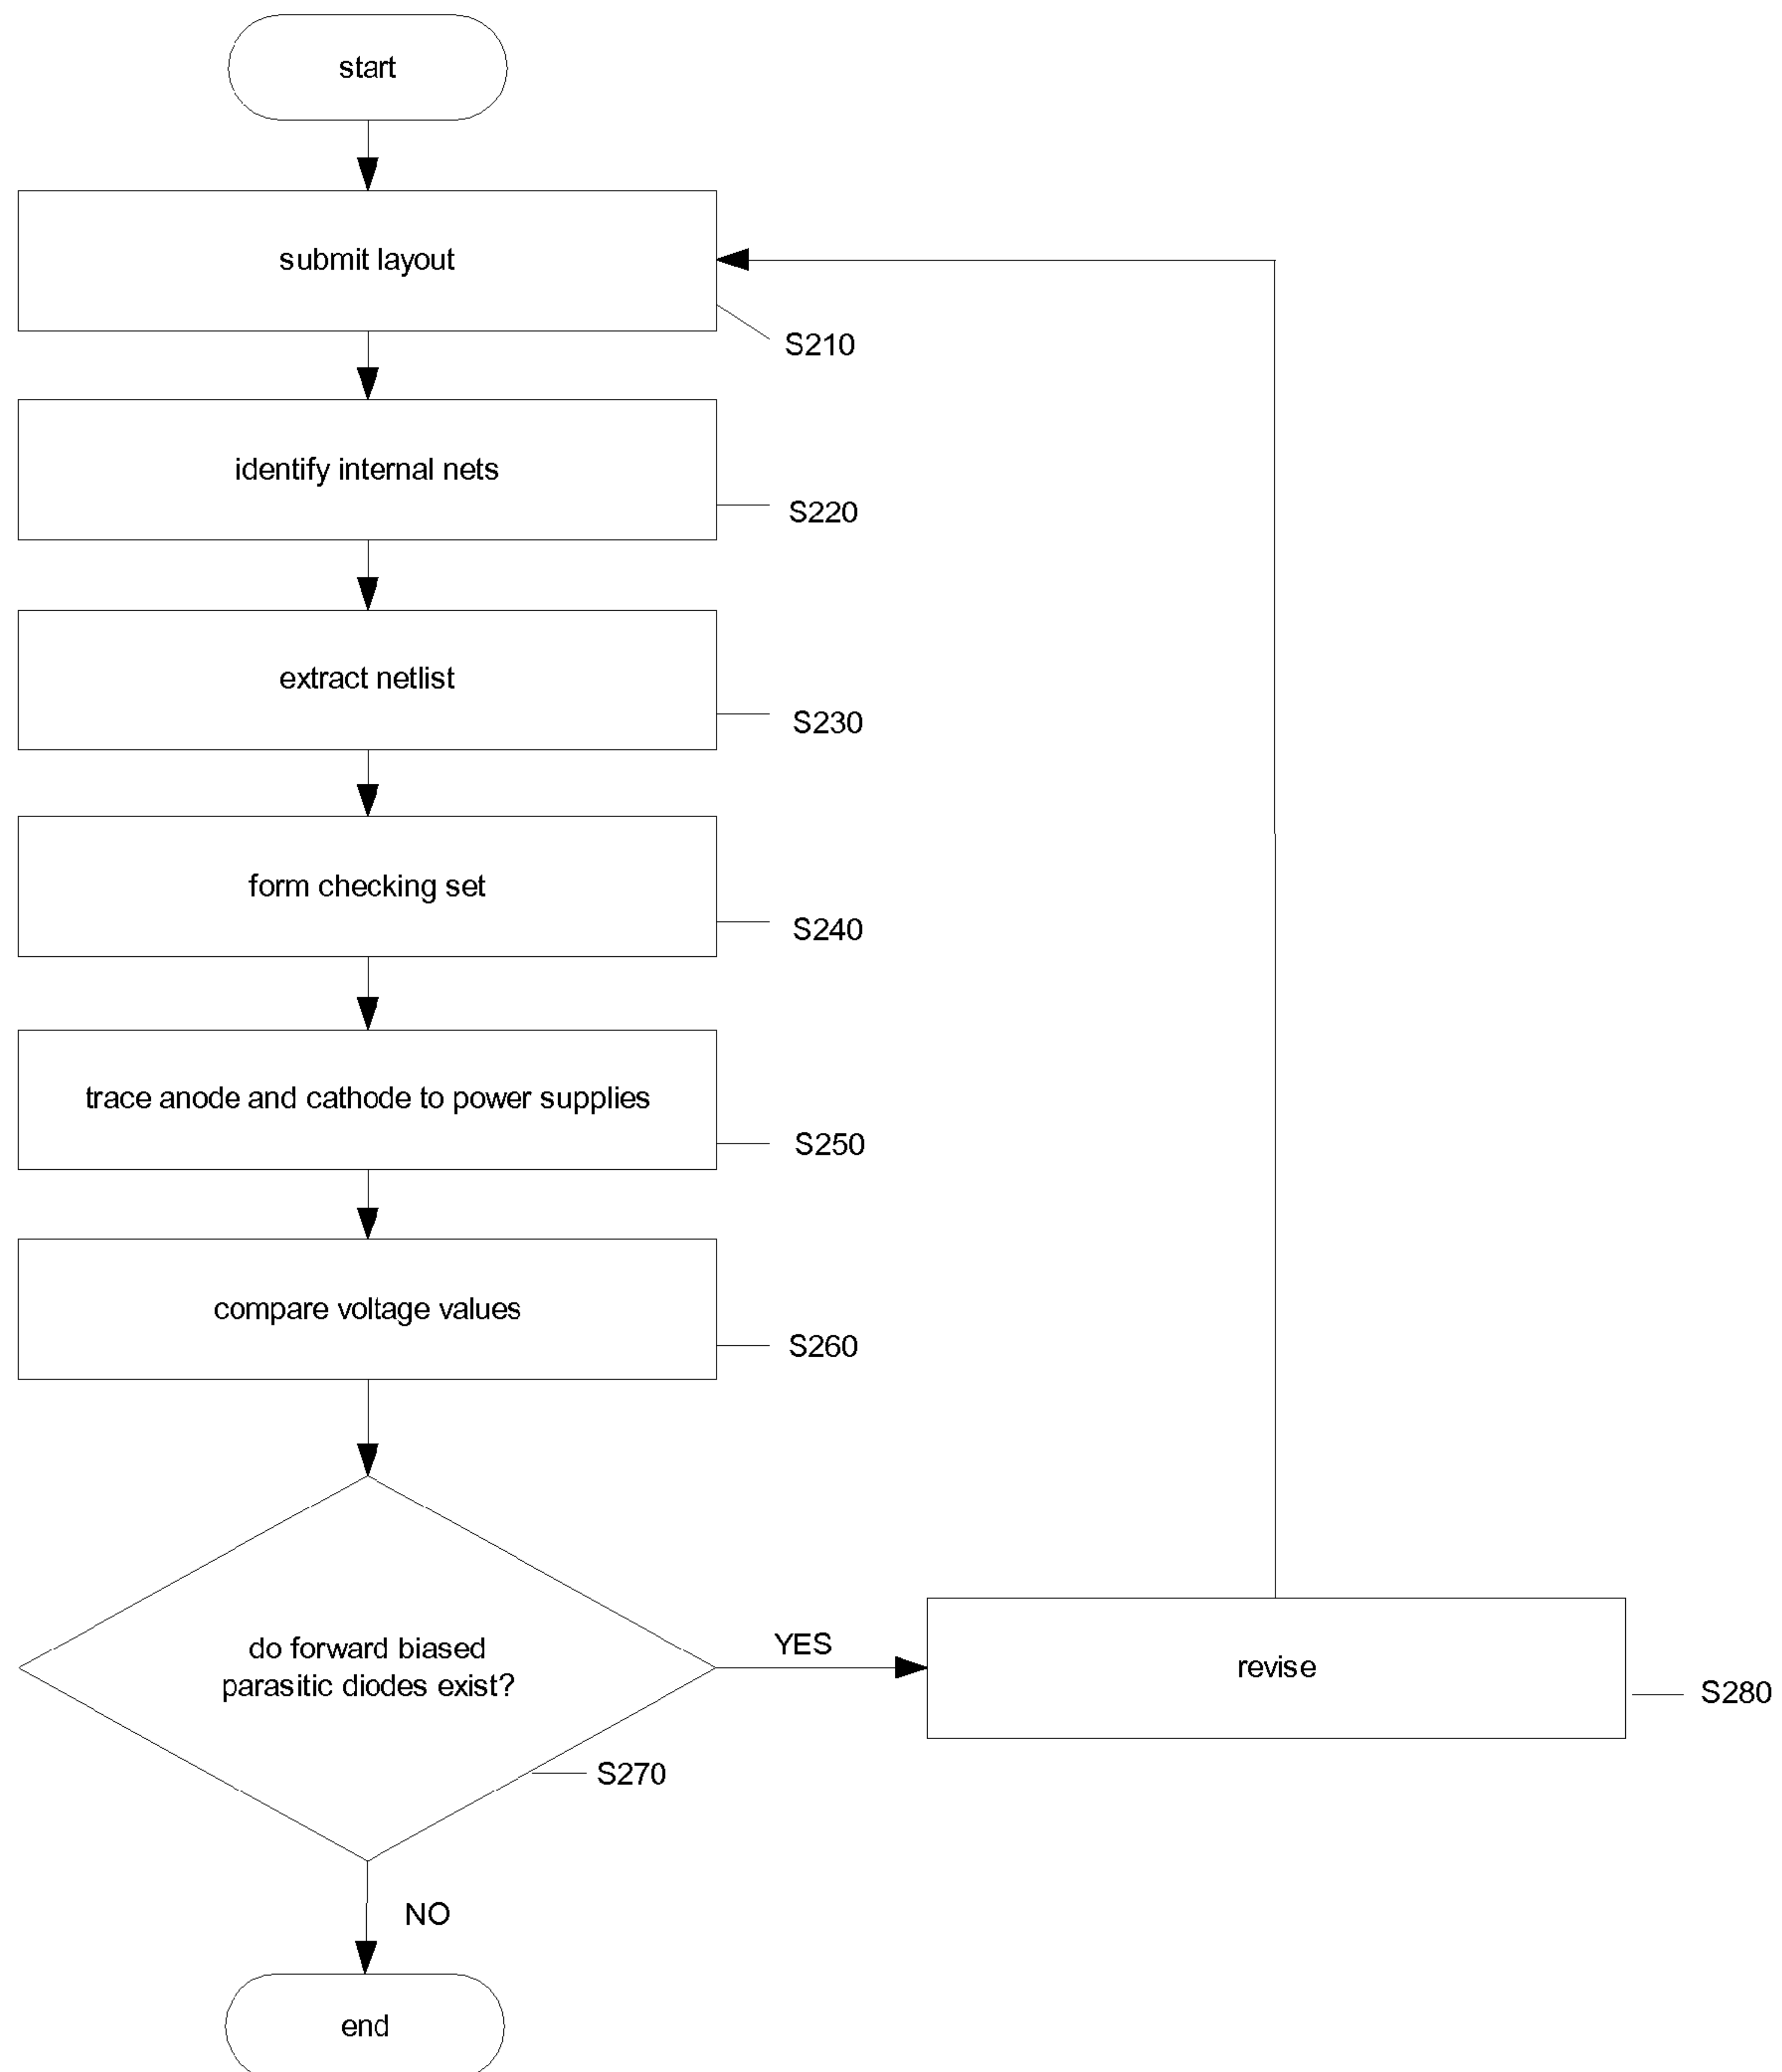 start
submit layout
S210
identify internal nets
S220
extract netlist
S230
form checking set
S240
trace anode and cathode to power supplies
S250
compare voltage values
S260
do forward biased
parasitic diodes exist?
S270
YES
revise
S280
NO
end